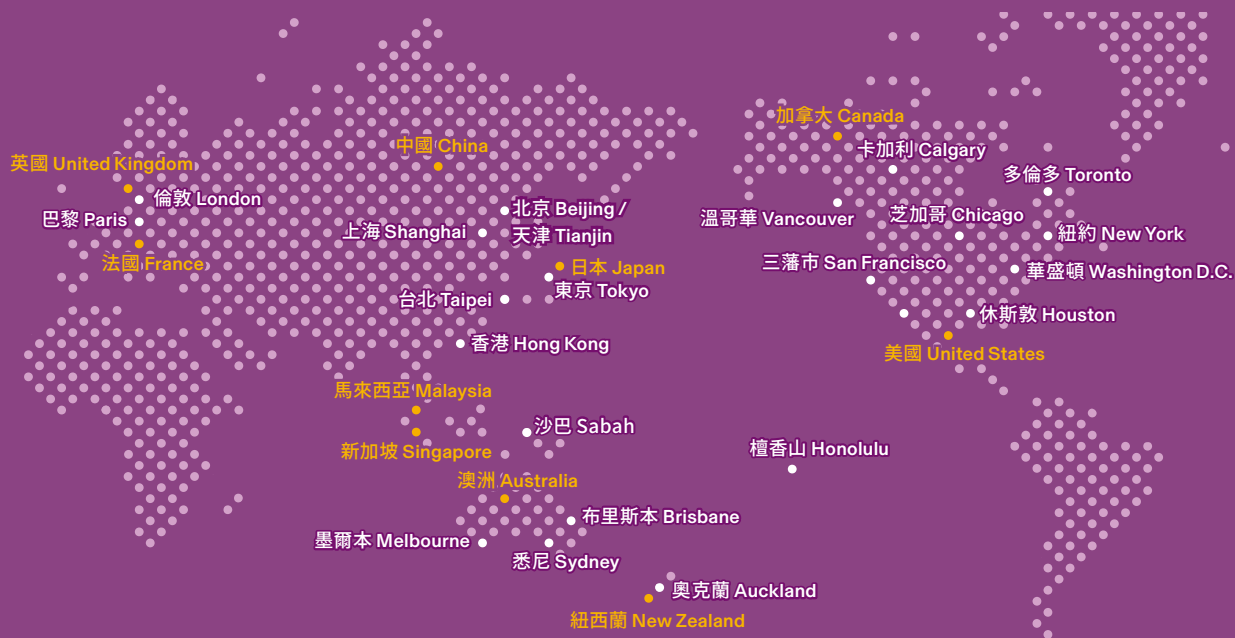 英國 United Kingdom
倫敦 London
巴黎 Paris
法國 France
中國 China
北京 Beijing /
天津 Tianjin
上海 Shanghai
日本 Japan
東京 Tokyo
台北 Taipei
香港 Hong Kong
馬來西亞 Malaysia
新加坡 Singapore
沙巴 Sabah
澳洲 Australia
布里斯本 Brisbane
墨爾本 Melbourne
悉尼 Sydney
奧克蘭 Auckland
紐西蘭 New Zealand
加拿大 Canada
卡加利 Calgary
多倫多 Toronto
溫哥華 Vancouver
芝加哥 Chicago
紐約 New York
三藩市 San Francisco
華盛頓 Washington D.C.
休斯敦 Houston
美國 United States
檀香山 Honolulu